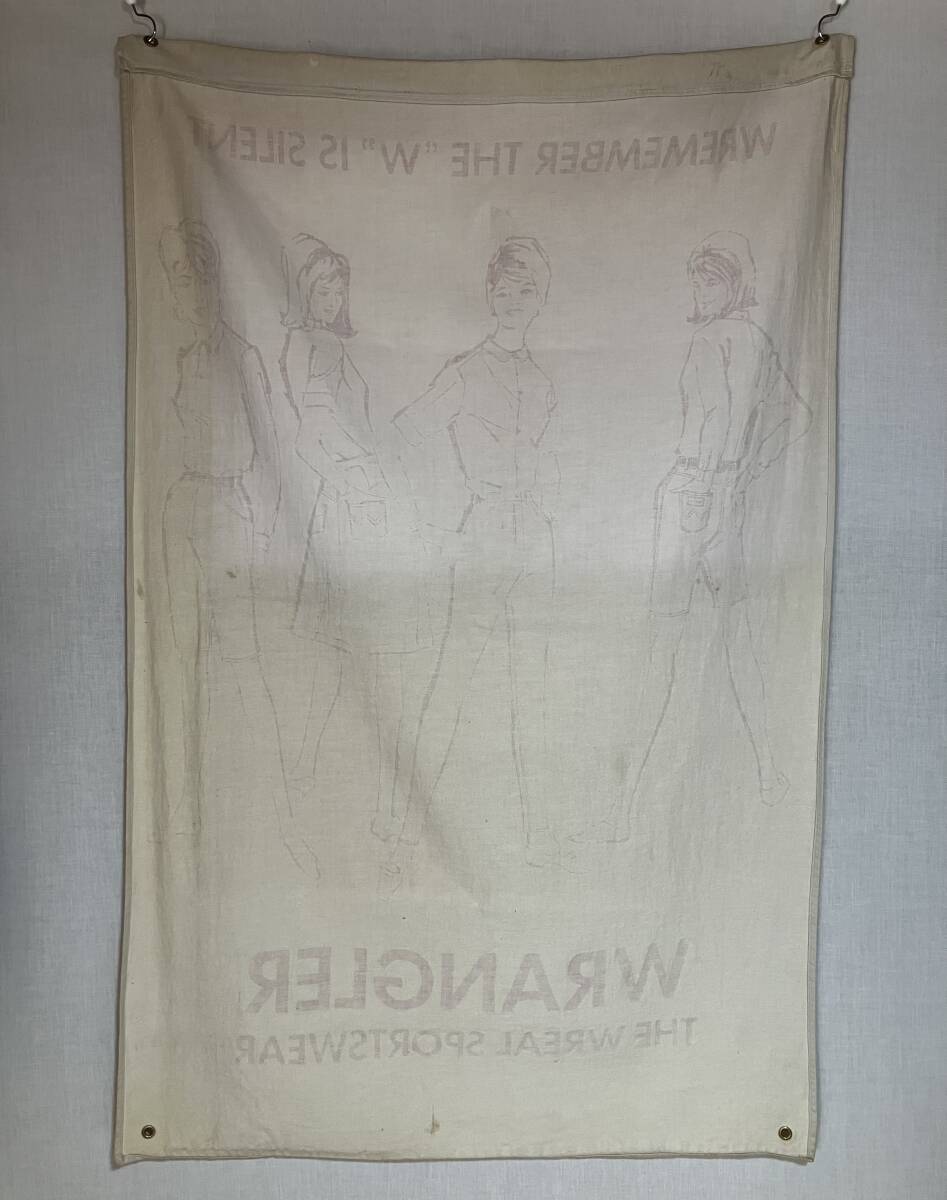 WREMEMBER THE "W" IS SILENT
WRANGLER
THE WREAL SPORTSWEAR